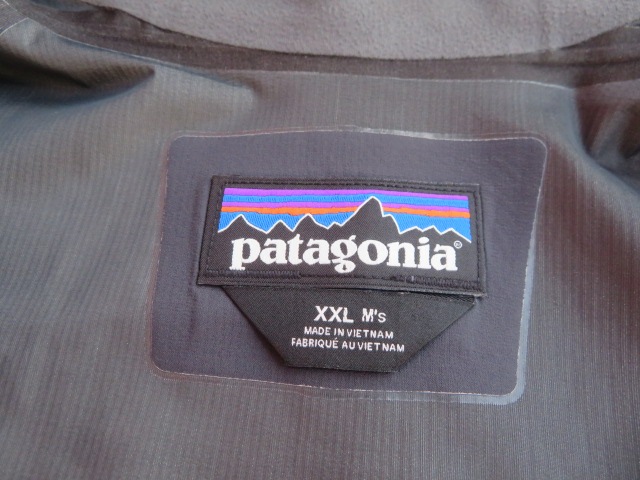 patagonia®
XXL M's
MADE IN VIETNAM
FABRIQUÉ AU VIETNAM